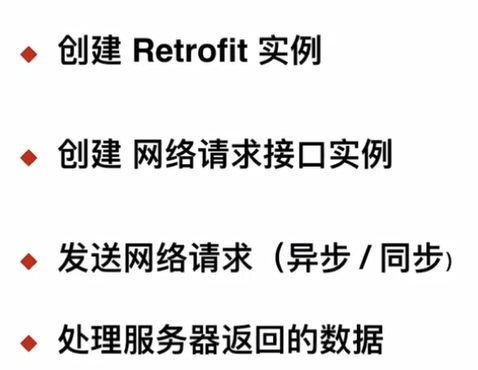 创建 Retrofit 实例
创建 网络请求接口实例
发送网络请求（异步 / 同步）
处理服务器返回的数据